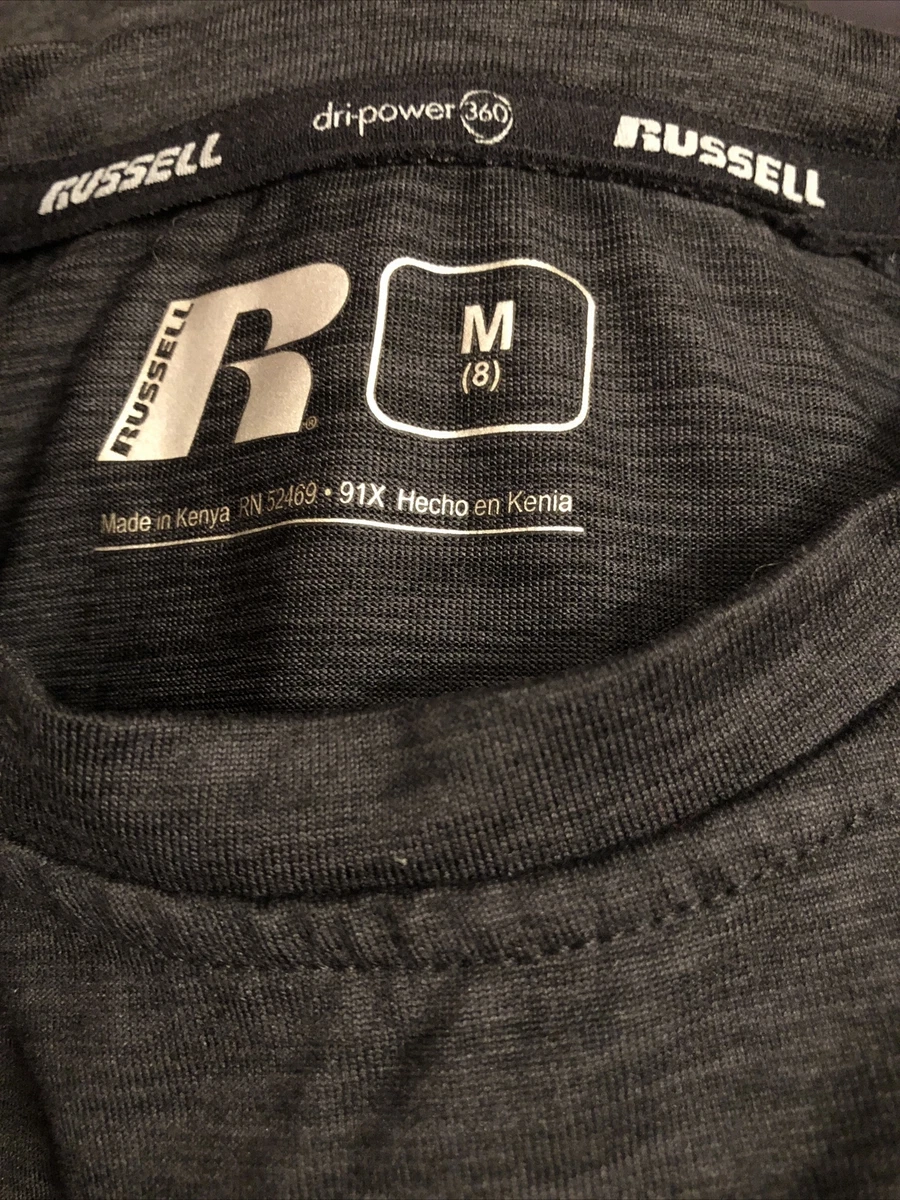 RUSSELL dri-power 360 RUSSELL
RUSSELL
R®
M
(8)
Made in Kenya RN 52469 • 91X Hecho en Kenia